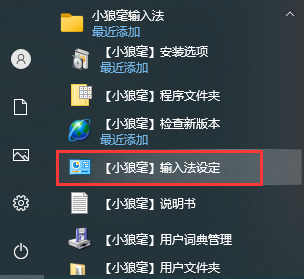 小狼毫输入法
最近添加
【小狼毫】安装选项
最近添加
【小狼毫】程序文件夹
【小狼毫】检查新版本
最近添加
【小狼毫】输入法设定
【小狼毫】说明书
【小狼毫】用户词典管理
【小狼毫】用户文件夹